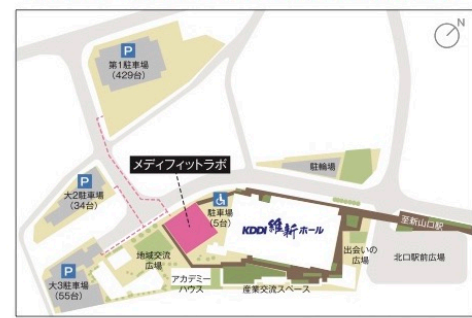 N
P
第1駐車場
(429台)
メディフィットラボ
P
大2駐車場
(34台)
駐輪場
駐車場
(5台)
KDDI 維新ホール
至新山口駅
地域交流
広場
出会いの
広場
北口駅前広場
P
大3駐車場
(55台)
アカデミー
ハウス
産業交流スペース